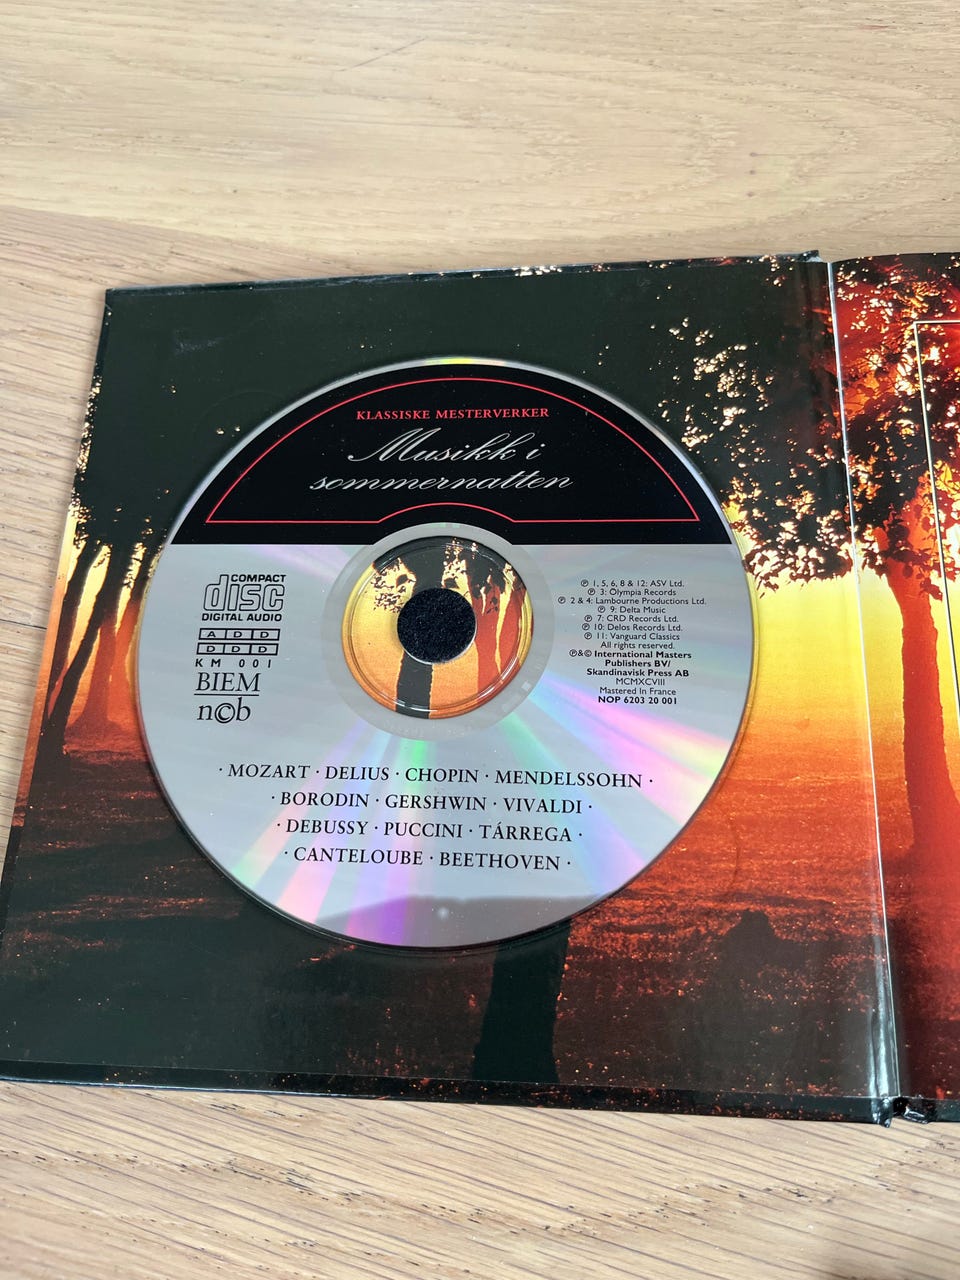 KLASSISKE MESTERVERKER
Musikk i
sommernatten
COMPACT
disc
DIGITAL AUDIO
A D D
D D D
KM 001
BIEM
n©b
℗ 1, 5, 6, 8 & 12: ASV Ltd.
℗ 3: Olympia Records
℗ 2 & 4: Lambourne Productions Ltd.
℗ 9: Delta Music
℗ 7: CRD Records Ltd.
℗ 10: Delos Records Ltd.
℗ 11: Vanguard Classics
All rights reserved.
℗&© International Masters
Publishers BV/
Skandinavisk Press AB
MCMXCVIII
Mastered In France
NOP 6203 20 001
· MOZART · DELIUS · CHOPIN · MENDELSSOHN ·
· BORODIN · GERSHWIN · VIVALDI ·
· DEBUSSY · PUCCINI · TÁRREGA ·
· CANTELOUBE · BEETHOVEN ·